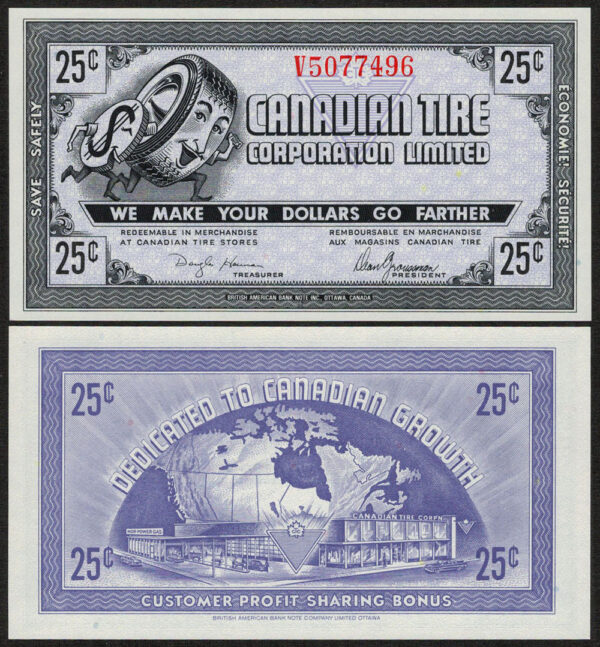 25¢
V5077496
25¢
SAVE SAFELY
$
CANADIAN TIRE
CORPORATION LIMITED
ECONOMIE; SÉCURITÉ;
WE MAKE YOUR DOLLARS GO FARTHER
REDEEMABLE IN MERCHANDISE
AT CANADIAN TIRE STORES
REMBOURSABLE EN MARCHANDISE
AUX MAGASINS CANADIAN TIRE
25¢
25¢
TREASURER
PRESIDENT
BRITISH AMERICAN BANK NOTE INC., OTTAWA, CANADA
25¢
25¢
DEDICATED TO CANADIAN GROWTH
MOR-POWER GAS
CANADIAN TIRE CORPN.
25¢
25¢
CUSTOMER PROFIT SHARING BONUS
BRITISH AMERICAN BANK NOTE COMPANY LIMITED OTTAWA